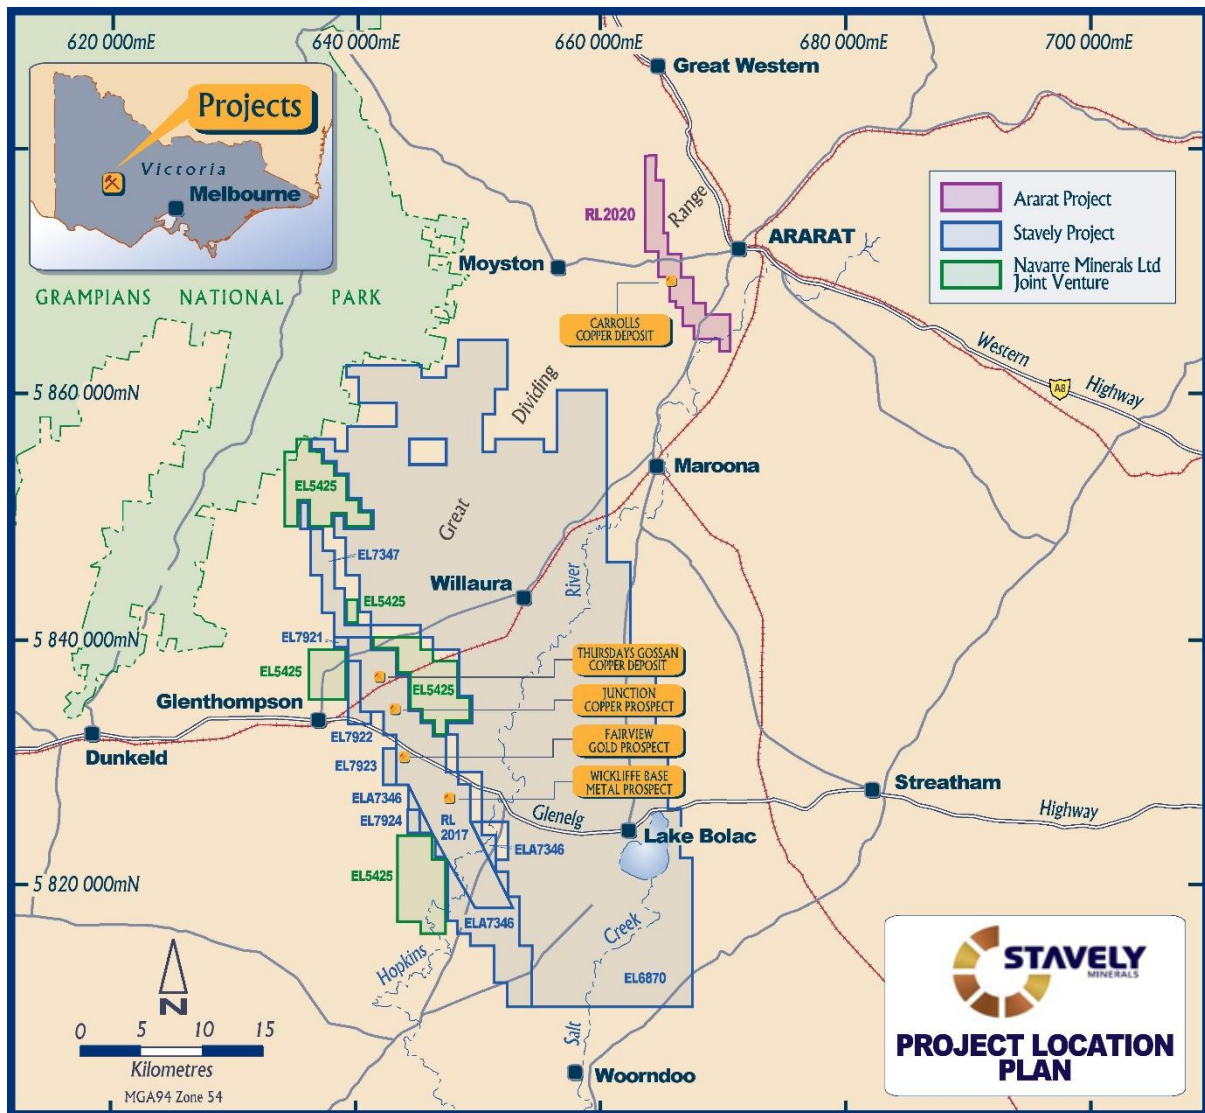 620 000mE
640 000mE
660 000mE
680 000mE
700 000mE
Great Western
Projects
Victoria
Melbourne
RL2020
Range
ARARAT
Moyston
Ararat Project
Stavely Project
Navarre Minerals Ltd
Joint Venture
GRAMPIANS NATIONAL PARK
CARROLLS
COPPER DEPOSIT
Western
Highway
A8
5 860 000mN
Dividing
Maroona
EL5425
Great
EL7347
River
Willaura
EL5425
EL7921
5 840 000mN
THURSDAYS GOSSAN
COPPER DEPOSIT
EL5425
EL5425
JUNCTION
COPPER PROSPECT
Glenthompson
EL7922
FAIRVIEW
GOLD PROSPECT
Dunkeld
EL7923
WICKLIFFE BASE
METAL PROSPECT
Streatham
ELA7346
EL7924
RL
2017
Glenelg
Highway
Lake Bolac
ELA7346
EL5425
5 820 000mN
ELA7346
Creek
Hopkins
EL6870
STAVELY
MINERALS
PROJECT LOCATION
PLAN
N
0 5 10 15
Kilometres
MGA94 Zone 54
Salt
Woorndoo